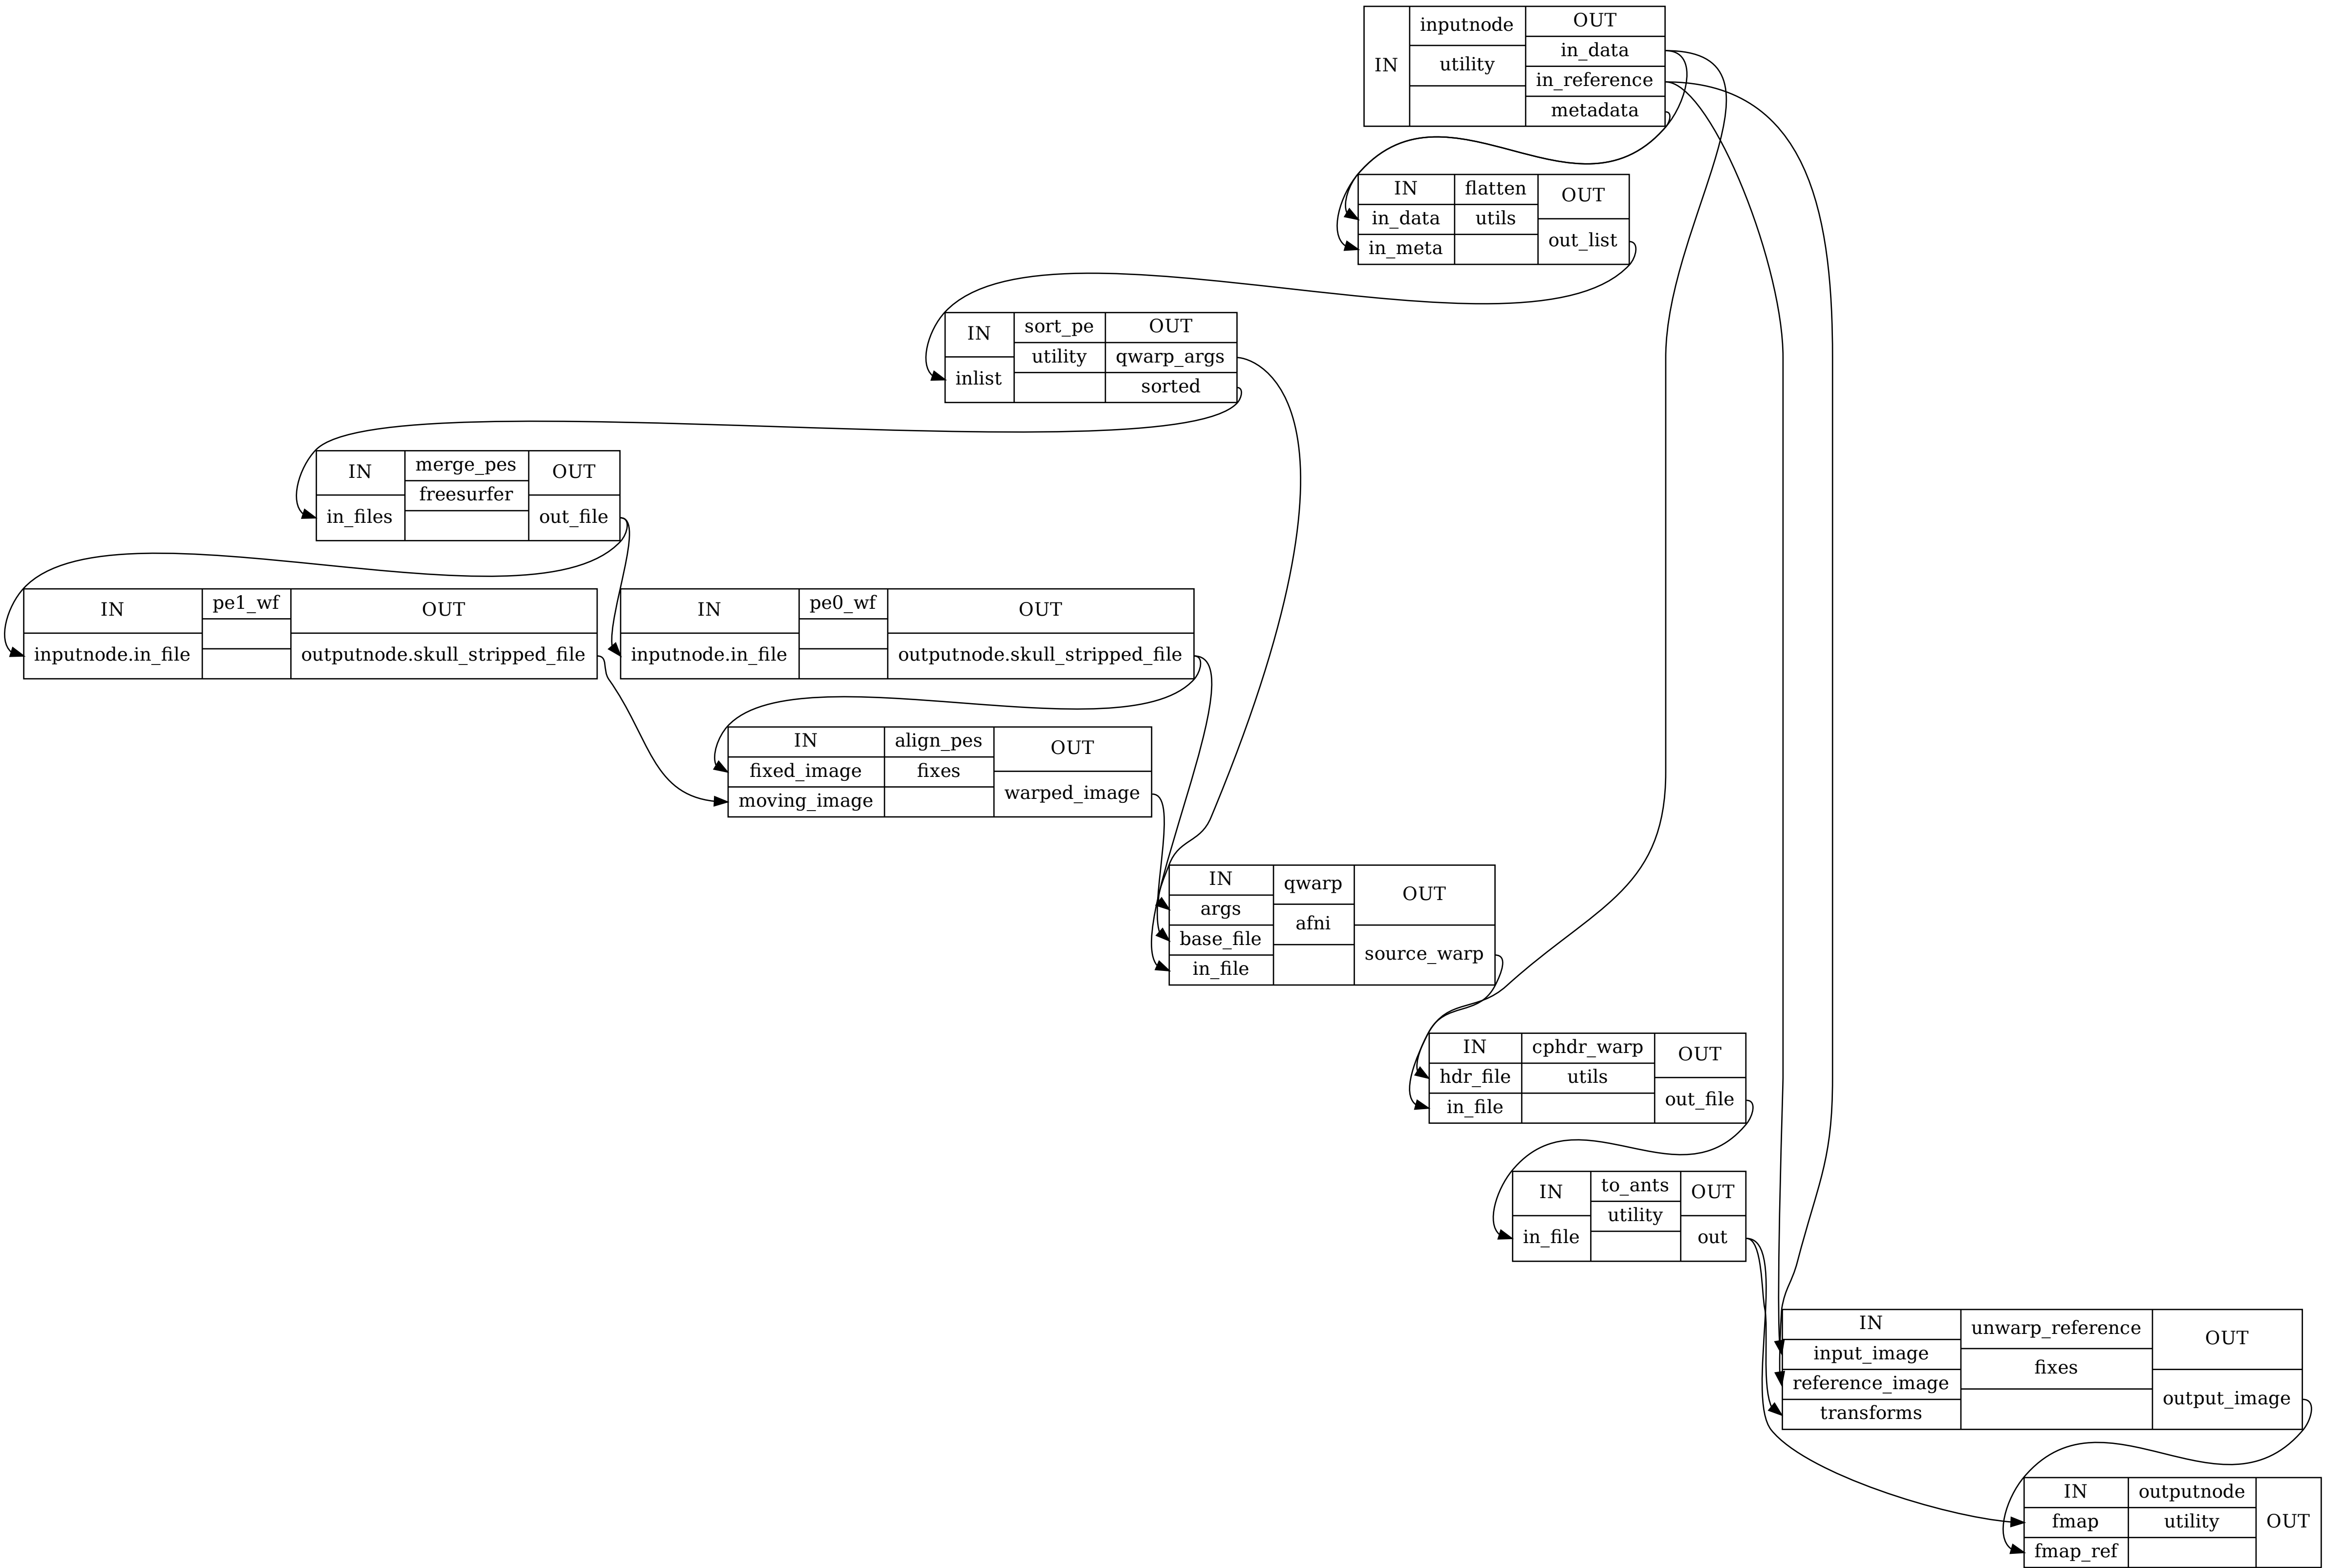 IN
inputnode
utility
OUT
in_data
in_reference
metadata
IN
in_data
in_meta
flatten
utils
OUT
out_list
IN
inlist
sort_pe
utility
OUT
qwarp_args
sorted
IN
in_files
merge_pes
freesurfer
OUT
out_file
IN
inputnode.in_file
pe1_wf
OUT
outputnode.skull_stripped_file
IN
inputnode.in_file
pe0_wf
OUT
outputnode.skull_stripped_file
IN
fixed_image
moving_image
align_pes
fixes
OUT
warped_image
IN
args
base_file
in_file
qwarp
afni
OUT
source_warp
IN
hdr_file
in_file
cphdr_warp
utils
OUT
out_file
IN
in_file
to_ants
utility
OUT
out
IN
input_image
reference_image
transforms
unwarp_reference
fixes
OUT
output_image
IN
fmap
fmap_ref
outputnode
utility
OUT